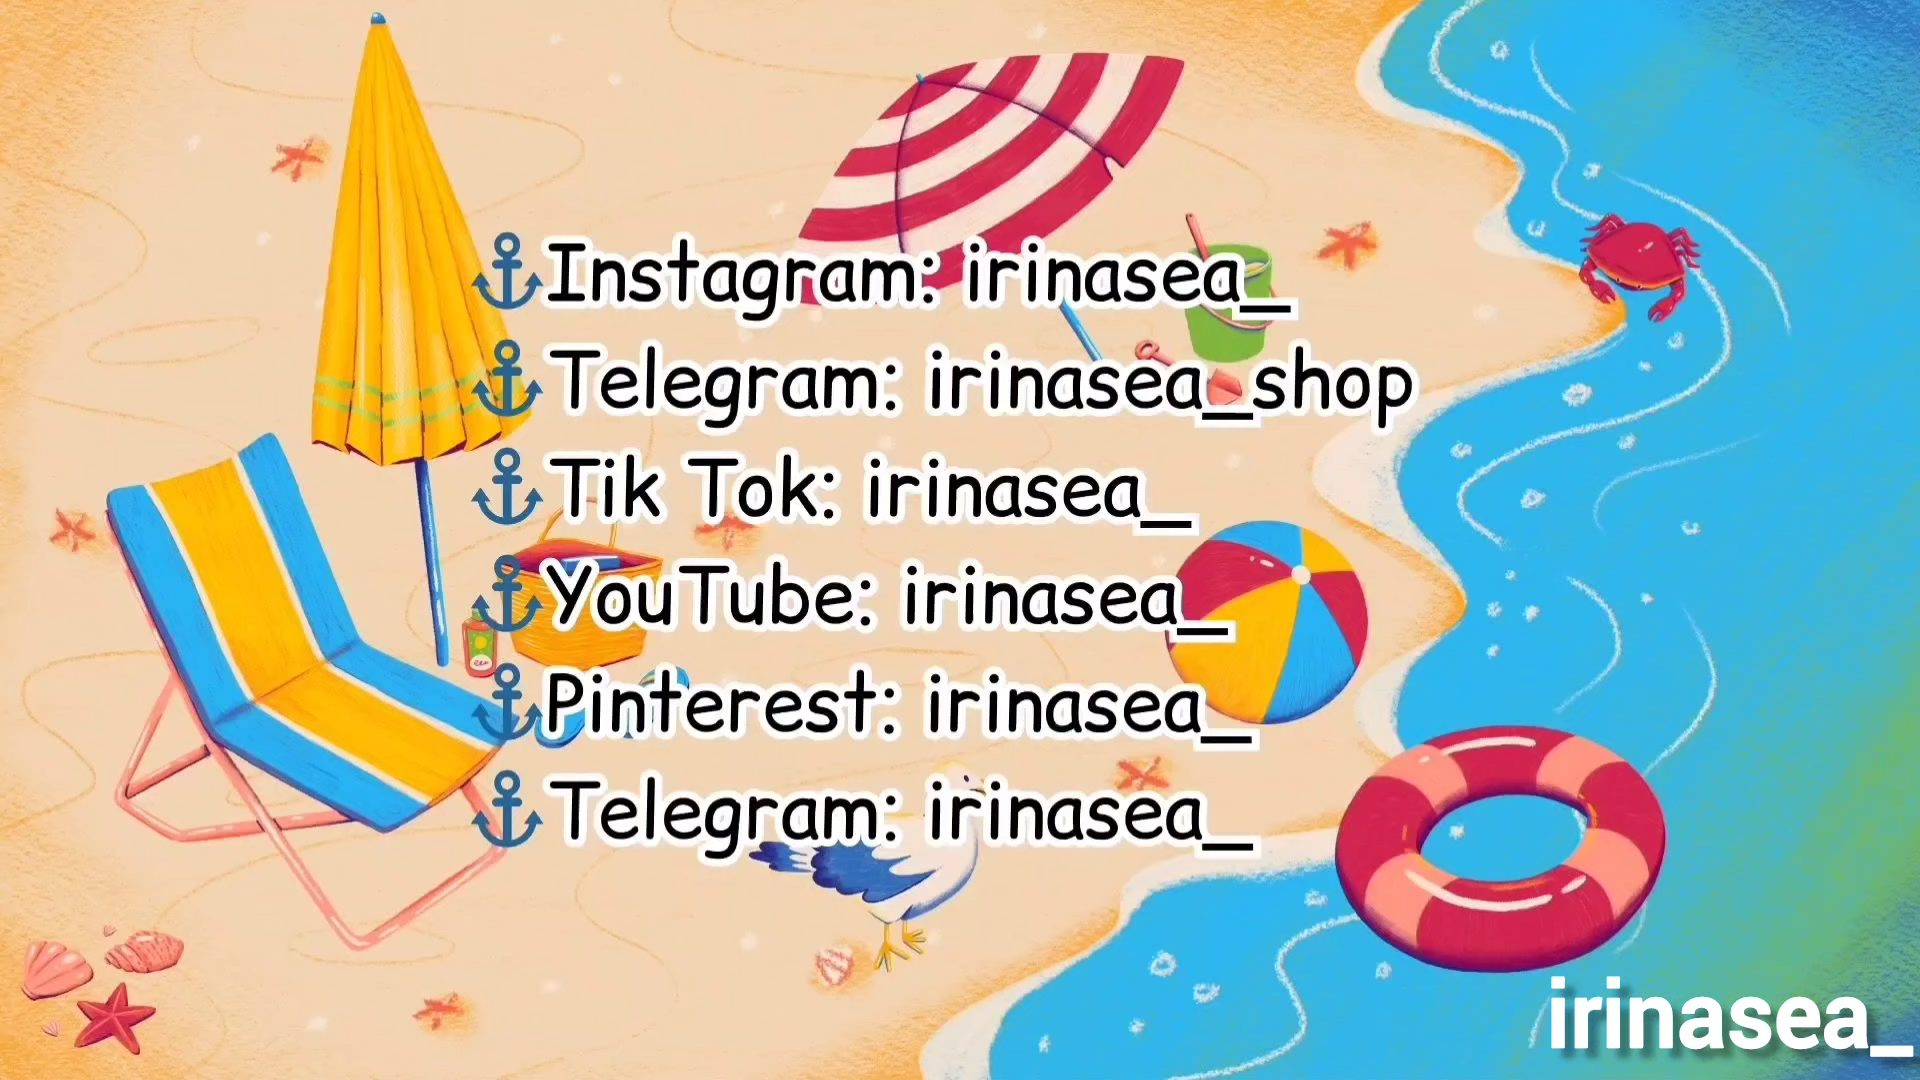 ⚓Instagram: irinasea_
⚓Telegram: irinasea_shop
⚓Tik Tok: irinasea_
⚓YouTube: irinasea_
⚓Pinterest: irinasea_
⚓Telegram: irinasea_
irinasea_